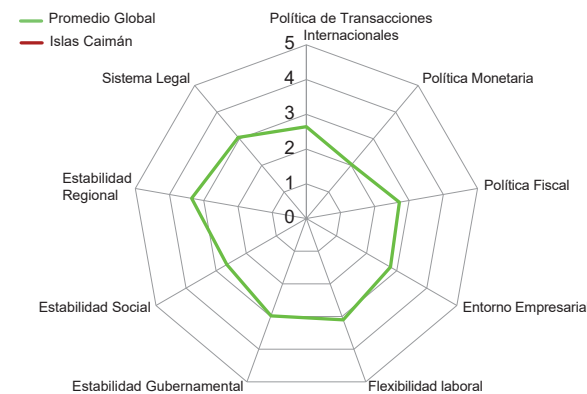 Promedio Global
Islas Caimán
Política de Transacciones
Internacionales
5
4
3
2
1
0
Sistema Legal
Política Monetaria
Estabilidad
Regional
Política Fiscal
Estabilidad Social
Entorno Empresaria
Estabilidad Gubernamental
Flexibilidad laboral